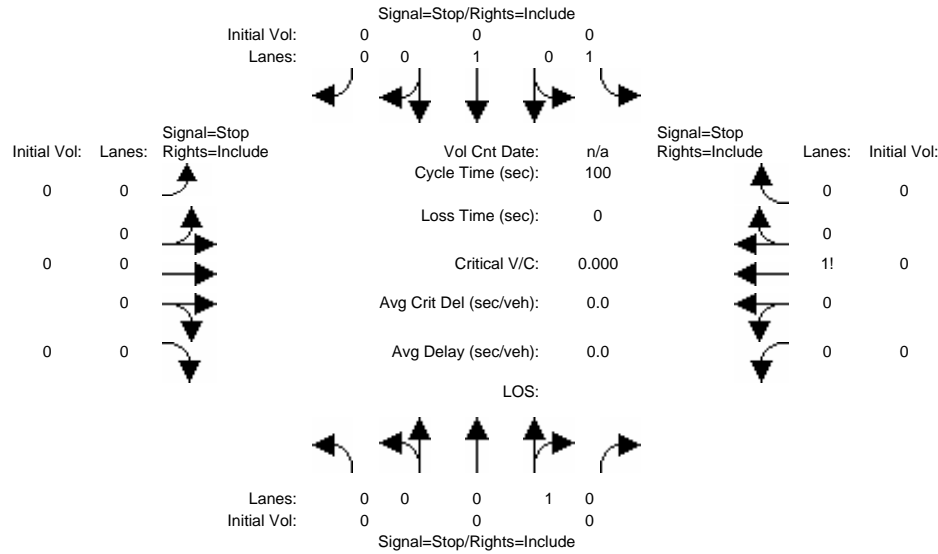 Signal=Stop/Rights=Include
Initial Vol: 0 0 0
Lanes: 0 0 1 0 1
Signal=Stop Signal=Stop
Initial Vol: Lanes: Rights=Include Vol Cnt Date: n/a Rights=Include Lanes: Initial Vol:
Cycle Time (sec): 100
0 0 0 0
Loss Time (sec): 0
0 0
0 0 Critical V/C: 0.000 1! 0
0 Avg Crit Del (sec/veh): 0.0 0
0 0 Avg Delay (sec/veh): 0.0 0 0
LOS:
Lanes: 0 0 0 1 0
Initial Vol: 0 0 0
Signal=Stop/Rights=Include